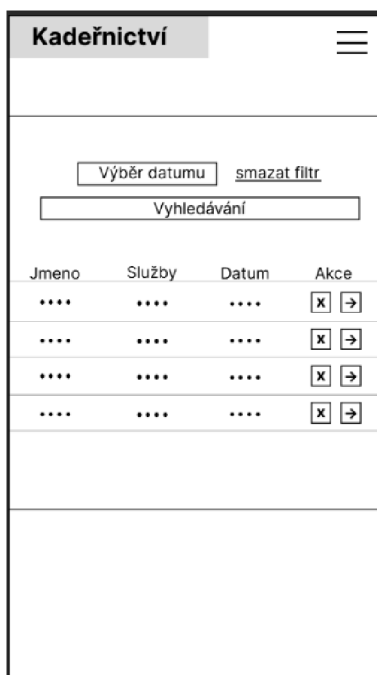 Kadeřnictví
Výběr datumu smazat filtr
Vyhledávání
Jmeno Služby Datum Akce
•••• •••• •••• x →
•••• •••• •••• x →
•••• •••• •••• x →
•••• •••• •••• x →